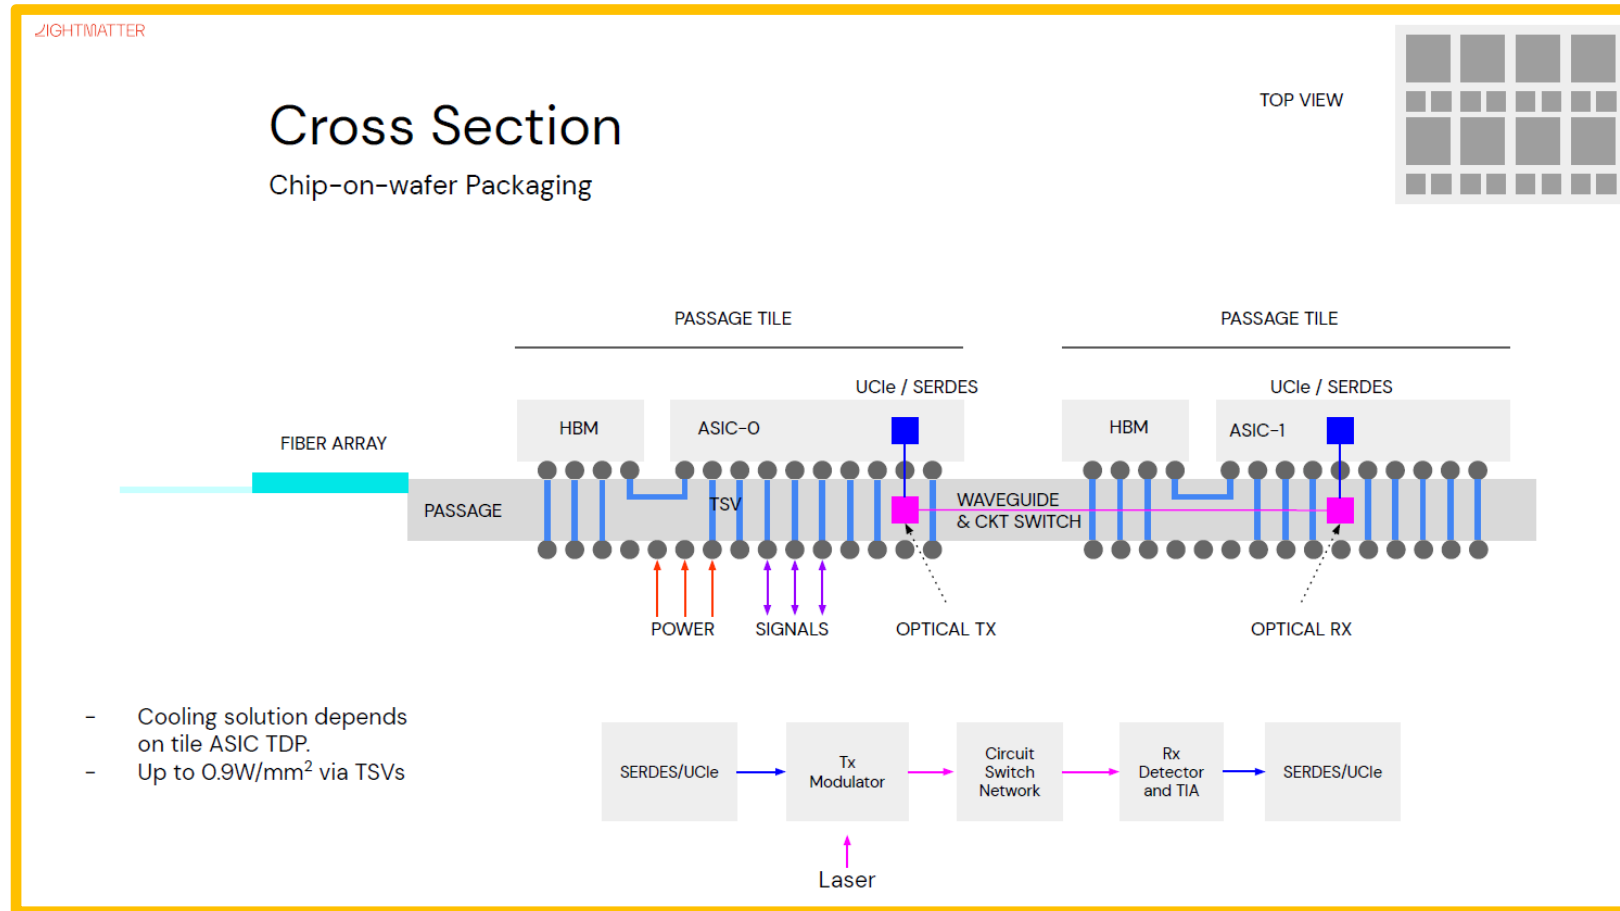 LIGHTMATTER
TOP VIEW
Cross Section
Chip-on-wafer Packaging
PASSAGE TILE
PASSAGE TILE
UCIe / SERDES
UCIe / SERDES
HBM
ASIC-0
HBM
ASIC-1
FIBER ARRAY
PASSAGE
TSV
WAVEGUIDE
& CKT SWITCH
POWER
SIGNALS
OPTICAL TX
OPTICAL RX
- Cooling solution depends
on tile ASIC TDP.
- Up to 0.9W/mm² via TSVs
SERDES/UCIe
Tx
Modulator
Circuit
Switch
Network
Rx
Detector
and TIA
SERDES/UCIe
Laser